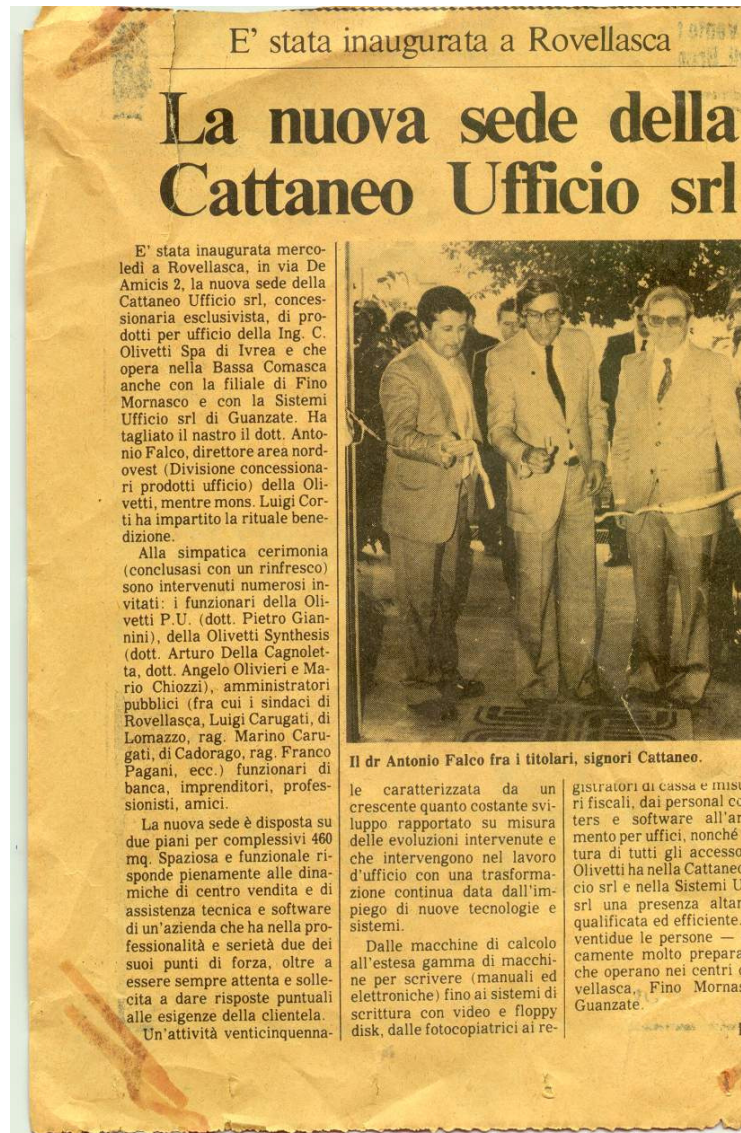 E' stata inaugurata a Rovellasca
La nuova sede della
Cattaneo Ufficio srl
E' stata inaugurata merco-
ledì a Rovellasca, in via De
Amicis 2, la nuova sede della
Cattaneo Ufficio srl, conces-
sionaria esclusivista, di pro-
dotti per ufficio della Ing. C.
Olivetti Spa di Ivrea e che
opera nella Bassa Comasca
anche con la filiale di Fino
Mornasco e con la Sistemi
Ufficio srl di Guanzate. Ha
tagliato il nastro il dott. Anto-
nio Falco, direttore area nord-
ovest (Divisione concessiona-
ri prodotti ufficio) della Oli-
vetti, mentre mons. Luigi Cor-
ti ha impartito la rituale bene-
dizione.
Alla simpatica cerimonia
(conclusasi con un rinfresco)
sono intervenuti numerosi in-
vitati: i funzionari della Oli-
vetti P.U. (dott. Pietro Gian-
nini), della Olivetti Synthesis
(dott. Arturo Della Cagnolet-
ta, dott. Angelo Olivieri e Ma-
rio Chiozzi), amministratori
pubblici (fra cui i sindaci di
Rovellasca, Luigi Carugati, di
Lomazzo, rag. Marino Caru-
gati, di Cadorago, rag. Franco
Pagani, ecc.) funzionari di
banca, imprenditori, profes-
sionisti, amici.
La nuova sede è disposta su
due piani per complessivi 460
mq. Spaziosa e funzionale ri-
sponde pienamente alle dina-
miche di centro vendita e di
assistenza tecnica e software
di un'azienda che ha nella pro-
fessionalità e serietà due dei
suoi punti di forza, oltre a
essere sempre attenta e solle-
cita a dare risposte puntuali
alle esigenze della clientela.
Un'attività venticinquenna-
Il dr Antonio Falco fra i titolari, signori Cattaneo.
le caratterizzata da un
crescente quanto costante svi-
luppo rapportato su misura
delle evoluzioni intervenute e
che intervengono nel lavoro
d'ufficio con una trasforma-
zione continua data dall'im-
piego di nuove tecnologie e
sistemi.
Dalle macchine di calcolo
all'estesa gamma di macchi-
ne per scrivere (manuali ed
elettroniche) fino ai sistemi di
scrittura con video e floppy
disk, dalle fotocopiatrici ai re-
gistratori di cassa e misu
ri fiscali, dai personal co
ters e software all'ar
mento per uffici, nonché
tura di tutti gli accesso
Olivetti ha nella Cattaneo
cio srl e nella Sistemi U
srl una presenza altar
qualificata ed efficiente.
ventidue le persone —
camente molto prepara
che operano nei centri
vellasca, Fino Mornas
Guanzate.